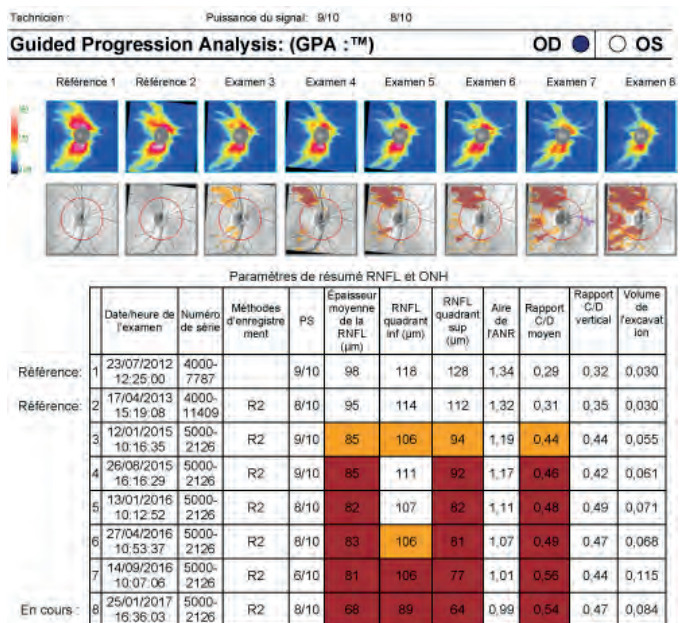 Technicien : Puissance du signal: 9/10 8/10
Guided Progression Analysis: (GPA :™) OD OS
Référence 1 Référence 2 Examen 3 Examen 4 Examen 5 Examen 6 Examen 7 Examen 8
Paramètres de résumé RNFL et ONH
Date/heure de l'examen Numéro de série Méthodes d'enregistre ment PS Épaisseur moyenne de la RNFL (µm) RNFL quadrant inf (µm) RNFL quadrant sup (µm) Aire de l'ANR Rapport C/D moyen Rapport C/D vertical Volume de l'excavat ion
Référence: 1 23/07/2012 12:25:00 4000-7787 9/10 98 118 128 1,34 0,29 0,32 0,030
Référence: 2 17/04/2013 15:19:08 4000-11409 R2 8/10 95 114 112 1,32 0,31 0,35 0,030
3 12/01/2015 10:16:35 5000-2126 R2 9/10 85 106 94 1,19 0,44 0,44 0,055
4 26/08/2015 16:16:29 5000-2126 R2 9/10 85 111 92 1,17 0,46 0,42 0,061
5 13/01/2016 10:12:52 5000-2126 R2 8/10 82 107 82 1,11 0,48 0,49 0,071
6 27/04/2016 10:53:37 5000-2126 R2 8/10 83 106 81 1,07 0,49 0,47 0,068
7 14/09/2016 10:07:06 5000-2126 R2 6/10 81 106 77 1,01 0,56 0,44 0,115
En cours : 8 25/01/2017 16:36:03 5000-2126 R2 8/10 68 89 64 0,99 0,54 0,47 0,084